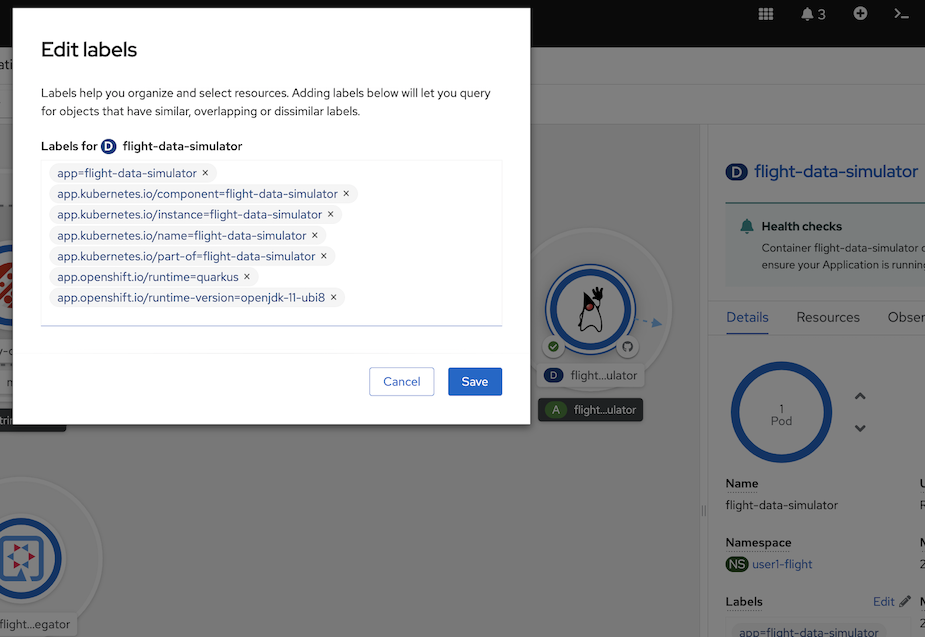 3
Edit labels
Labels help you organize and select resources. Adding labels below will let you query
for objects that have similar, overlapping or dissimilar labels.
Labels for D flight-data-simulator
app=flight-data-simulator ×
app.kubernetes.io/component=flight-data-simulator ×
app.kubernetes.io/instance=flight-data-simulator ×
app.kubernetes.io/name=flight-data-simulator ×
app.kubernetes.io/part-of=flight-data-simulator ×
app.openshift.io/runtime=quarkus ×
app.openshift.io/runtime-version=openjdk-11-ubi8 ×
Cancel
Save
D flight...ulator
A flight...ulator
flight...egator
D flight-data-simulator
Health checks
Container flight-data-simulator
ensure your Application is runnin
Details Resources Obser
1
Pod
Name
flight-data-simulator
Namespace
NS user1-flight
Labels Edit
app=flight-data-simulator